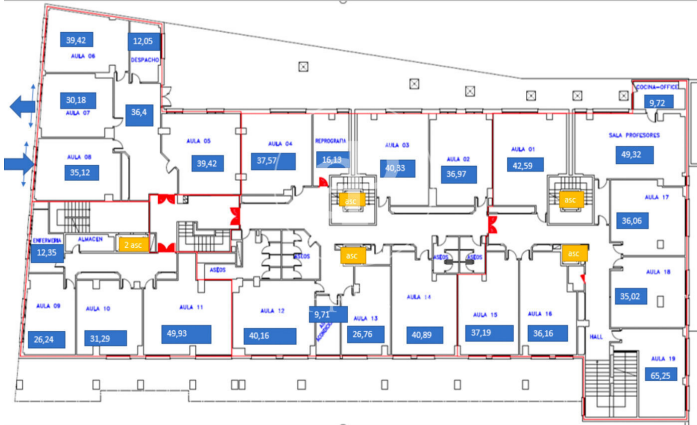 39,42
AULA 06
12,05
DESPACHO
30,18
AULA 07
36,4
AULA 08
35,12
AULA 05
39,42
AULA 04
37,57
REPROGRAFIA
16,13
AULA 03
40,33
AULA 02
36,97
AULA 01
42,59
COCINA-OFFICE
9,72
SALA PROFESORES
49,32
asc
asc
AULA 17
36,06
ENFERMERIA
12,35
ALMACEN
2 asc
ASEOS
ASEOS
asc
ASEOS
ASEOS
asc
AULA 18
35,02
AULA 09
26,24
AULA 10
31,29
AULA 11
49,93
AULA 12
40,16
9,71
AULA 13
26,76
AULA 14
40,89
AULA 15
37,19
AULA 16
36,16
HALL
AULA 19
65,25